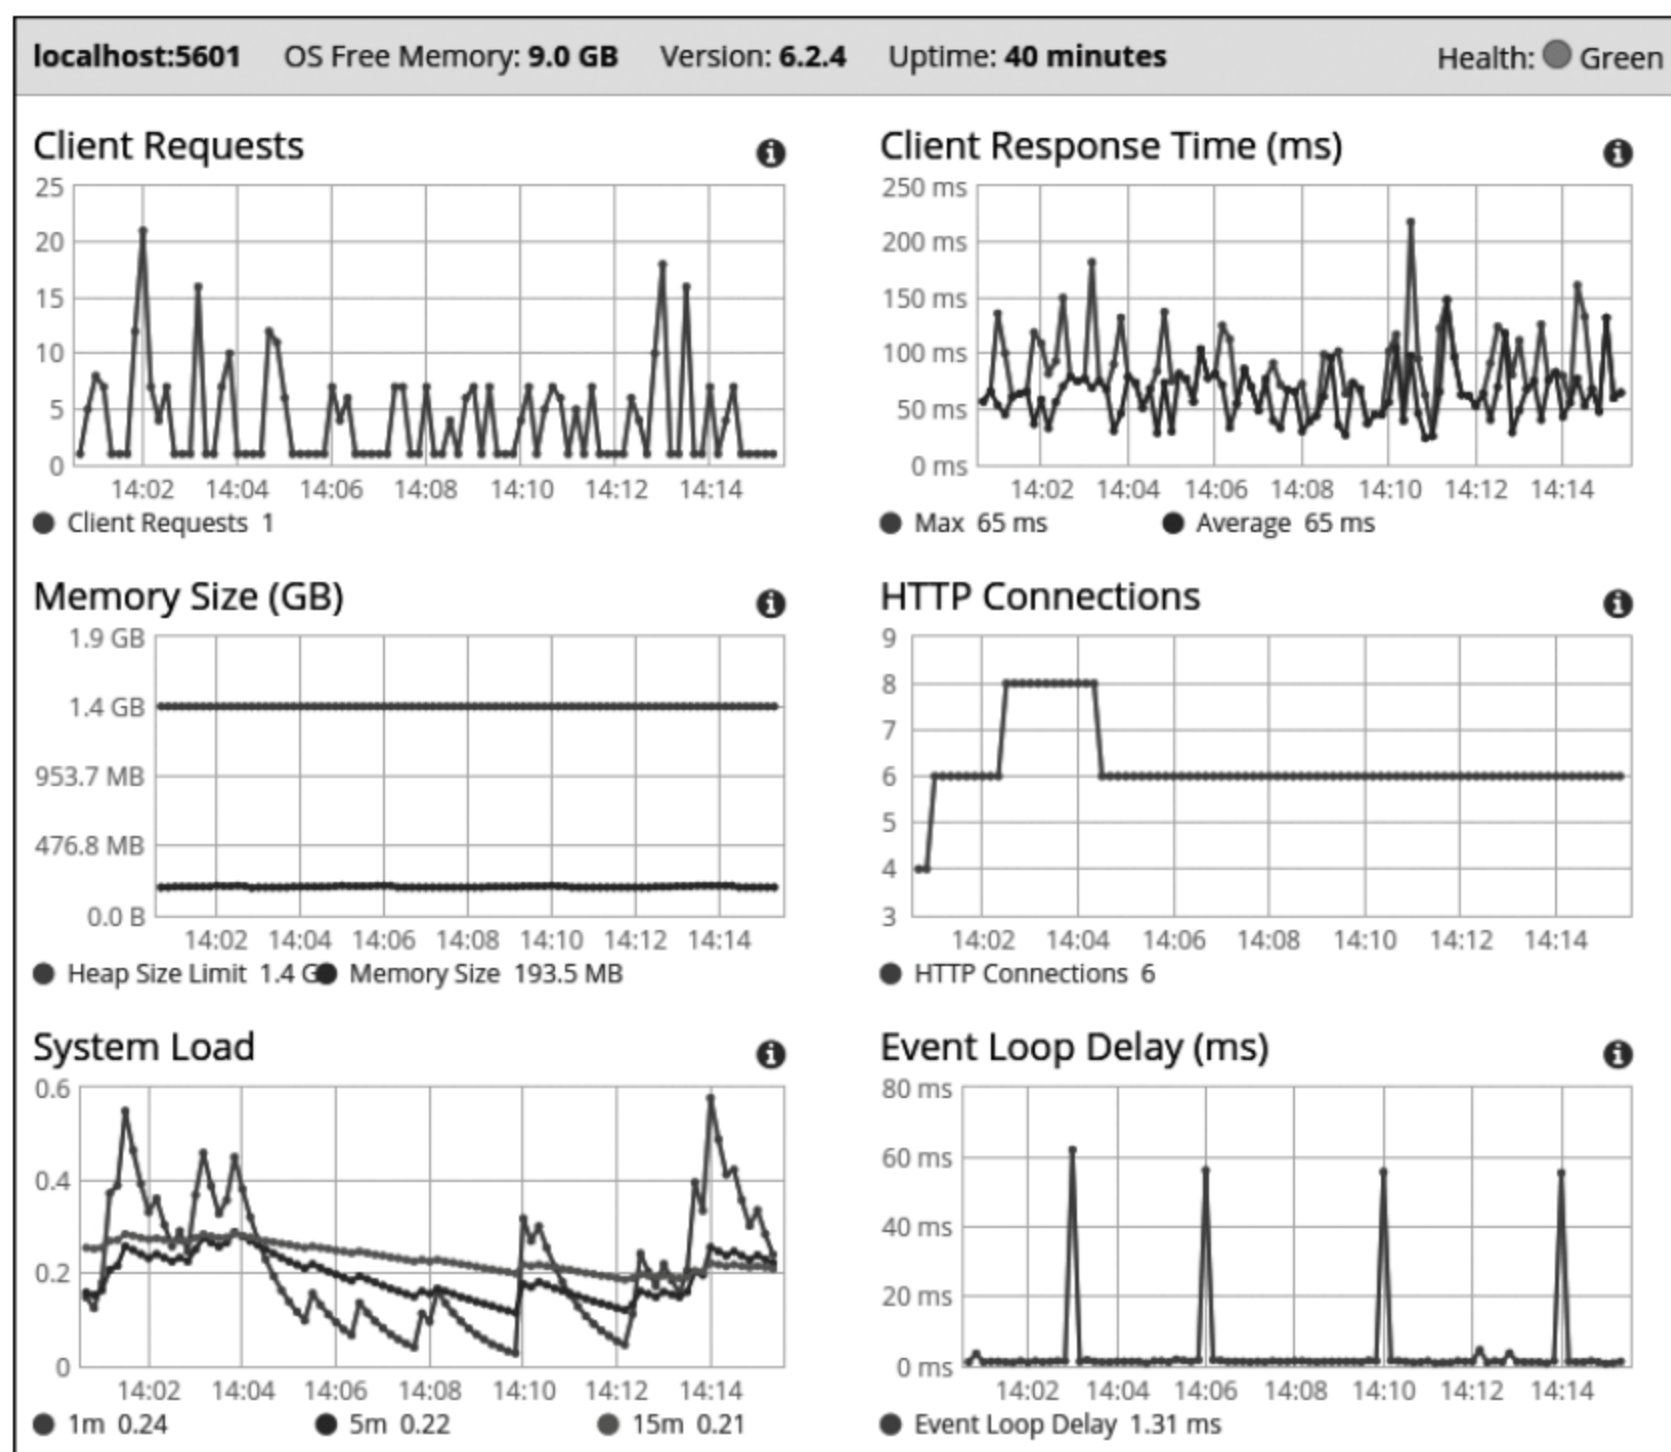 localhost:5601 OS Free Memory: 9.0 GB Version: 6.2.4 Uptime: 40 minutes Health: Green
Client Requests
25
20
15
10
5
0
14:02 14:04 14:06 14:08 14:10 14:12 14:14
Client Requests 1
Client Response Time (ms)
250 ms
200 ms
150 ms
100 ms
50 ms
0 ms
14:02 14:04 14:06 14:08 14:10 14:12 14:14
Max 65 ms Average 65 ms
Memory Size (GB)
1.9 GB
1.4 GB
953.7 MB
476.8 MB
0.0 B
14:02 14:04 14:06 14:08 14:10 14:12 14:14
Heap Size Limit 1.4 G Memory Size 193.5 MB
HTTP Connections
9
8
7
6
5
4
3
14:02 14:04 14:06 14:08 14:10 14:12 14:14
HTTP Connections 6
System Load
0.6
0.4
0.2
0
14:02 14:04 14:06 14:08 14:10 14:12 14:14
1m 0.24 5m 0.22 15m 0.21
Event Loop Delay (ms)
80 ms
60 ms
40 ms
20 ms
0 ms
14:02 14:04 14:06 14:08 14:10 14:12 14:14
Event Loop Delay 1.31 ms